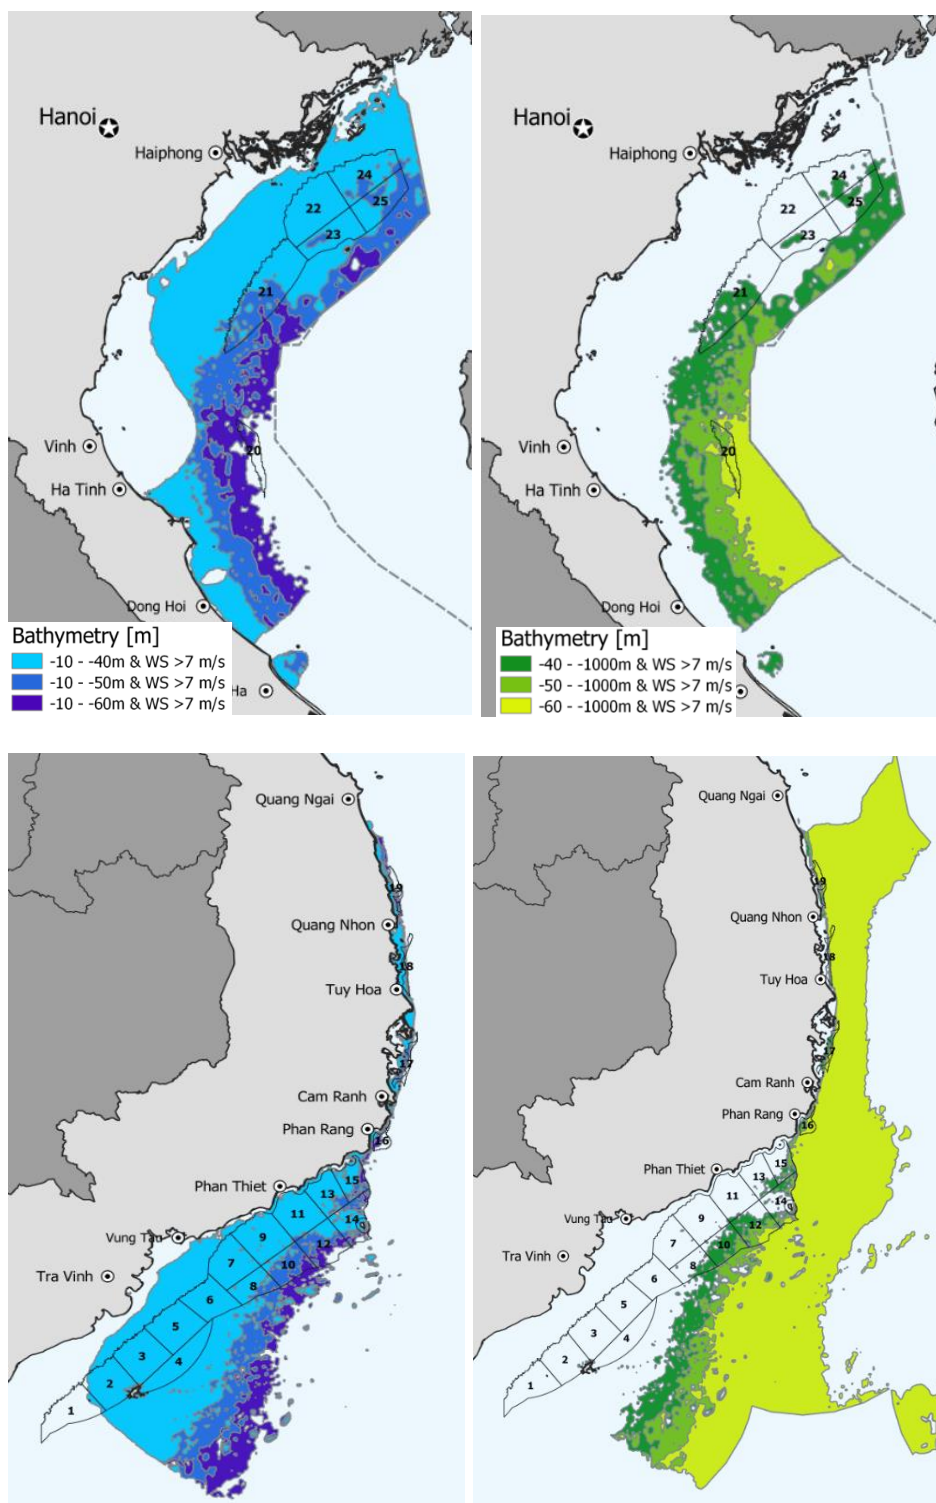 Hanoi
Haiphong
24
25
22
23
21
Vinh
20
Ha Tinh
Dong Hoi
Bathymetry [m]
-10 - -40m & WS >7 m/s
-10 - -50m & WS >7 m/s
-10 - -60m & WS >7 m/s
Ha
Hanoi
Haiphong
24
25
22
23
21
Vinh
20
Ha Tinh
Dong Hoi
Bathymetry [m]
-40 - -1000m & WS >7 m/s
-50 - -1000m & WS >7 m/s
-60 - -1000m & WS >7 m/s
Quang Ngai
19
Quang Nhon
18
Tuy Hoa
17
Cam Ranh
Phan Rang
16
15
Phan Thiet
13
11
14
Vung Tau
9
12
7
10
Tra Vinh
8
6
5
3
4
2
1
Quang Ngai
19
Quang Nhon
18
Tuy Hoa
17
Cam Ranh
Phan Rang
16
15
Phan Thiet
13
11
14
Vung Tau
9
12
7
10
Tra Vinh
8
6
5
3
4
2
1